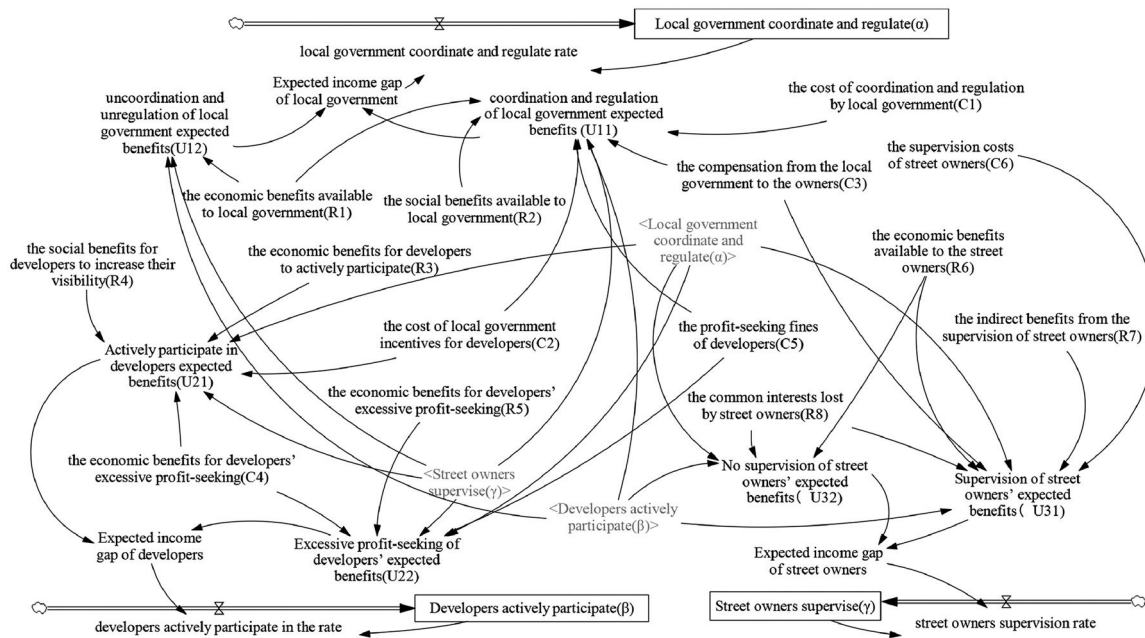 Local government coordinate and regulate(α)
local government coordinate and regulate rate
Expected income gap
of local government
uncoordination and
unregulation of local
government expected
benefits(U12)
coordination and regulation
of local government expected
benefits (U11)
the cost of coordination and regulation
by local government(C1)
the supervision costs
of street owners(C6)
the compensation from the local
government to the owners(C3)
the economic benefits available
to local government(R1)
the social benefits available to
local government(R2)
<Local government
coordinate and
regulate(α)>
the economic benefits
available to the street
owners(R6)
the social benefits for
developers to increase their
visibility(R4)
the economic benefits for developers
to actively participate(R3)
the cost of local government
incentives for developers(C2)
the profit-seeking fines
of developers(C5)
the indirect benefits from the
supervision of street owners(R7)
Actively participate in
developers expected
benefits(U21)
the economic benefits for developers'
excessive profit-seeking(R5)
the common interests lost
by street owners(R8)
the economic benefits for developers'
excessive profit-seeking(C4)
<Street owners
supervise(γ)>
No supervision of street
owners' expected
benefits( U32)
Supervision of street
owners' expected
benefits( U31)
<Developers actively
participate(β)>
Expected income
gap of developers
Excessive profit-seeking of
developers' expected
benefits(U22)
Expected income gap
of street owners
Developers actively participate(β)
Street owners supervise(γ)
developers actively participate in the rate
street owners supervision rate